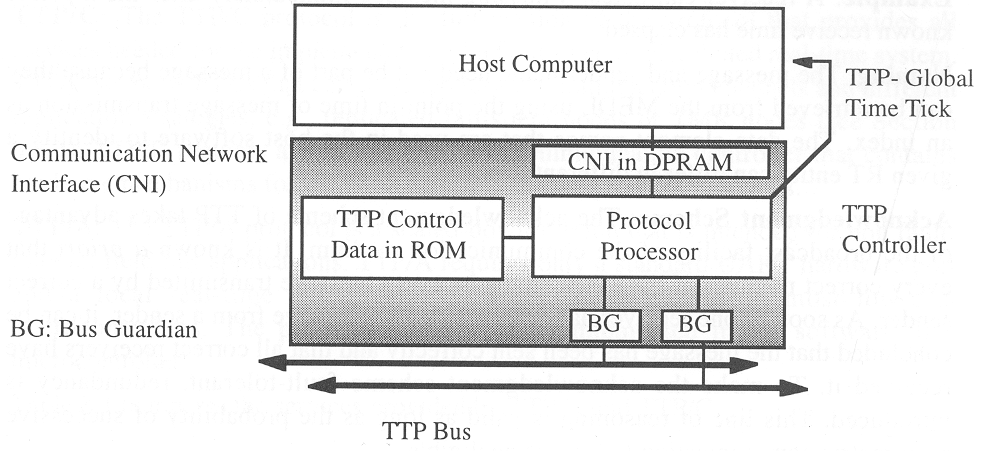 Host Computer
TTP- Global
Time Tick
Communication Network
Interface (CNI)
CNI in DPRAM
TTP Control
Data in ROM
Protocol
Processor
TTP
Controller
BG: Bus Guardian
BG
BG
TTP Bus